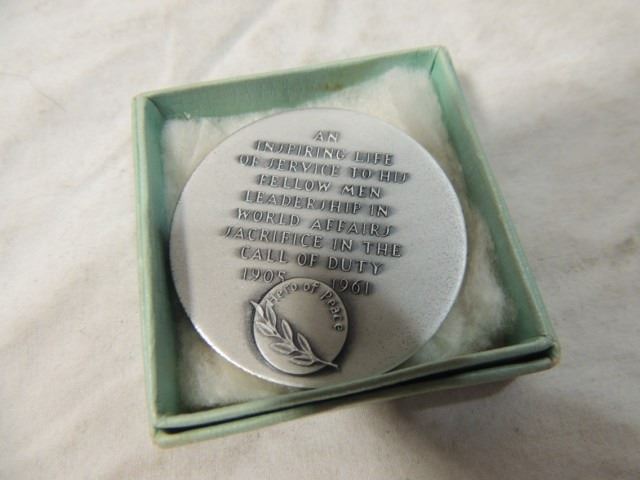 AN
INSPIRING LIFE
OF SERVICE TO HIS
FELLOW MEN
LEADERSHIP IN
WORLD AFFAIRS
SACRIFICE IN THE
CALL OF DUTY
1905 1961
Hero of Peace